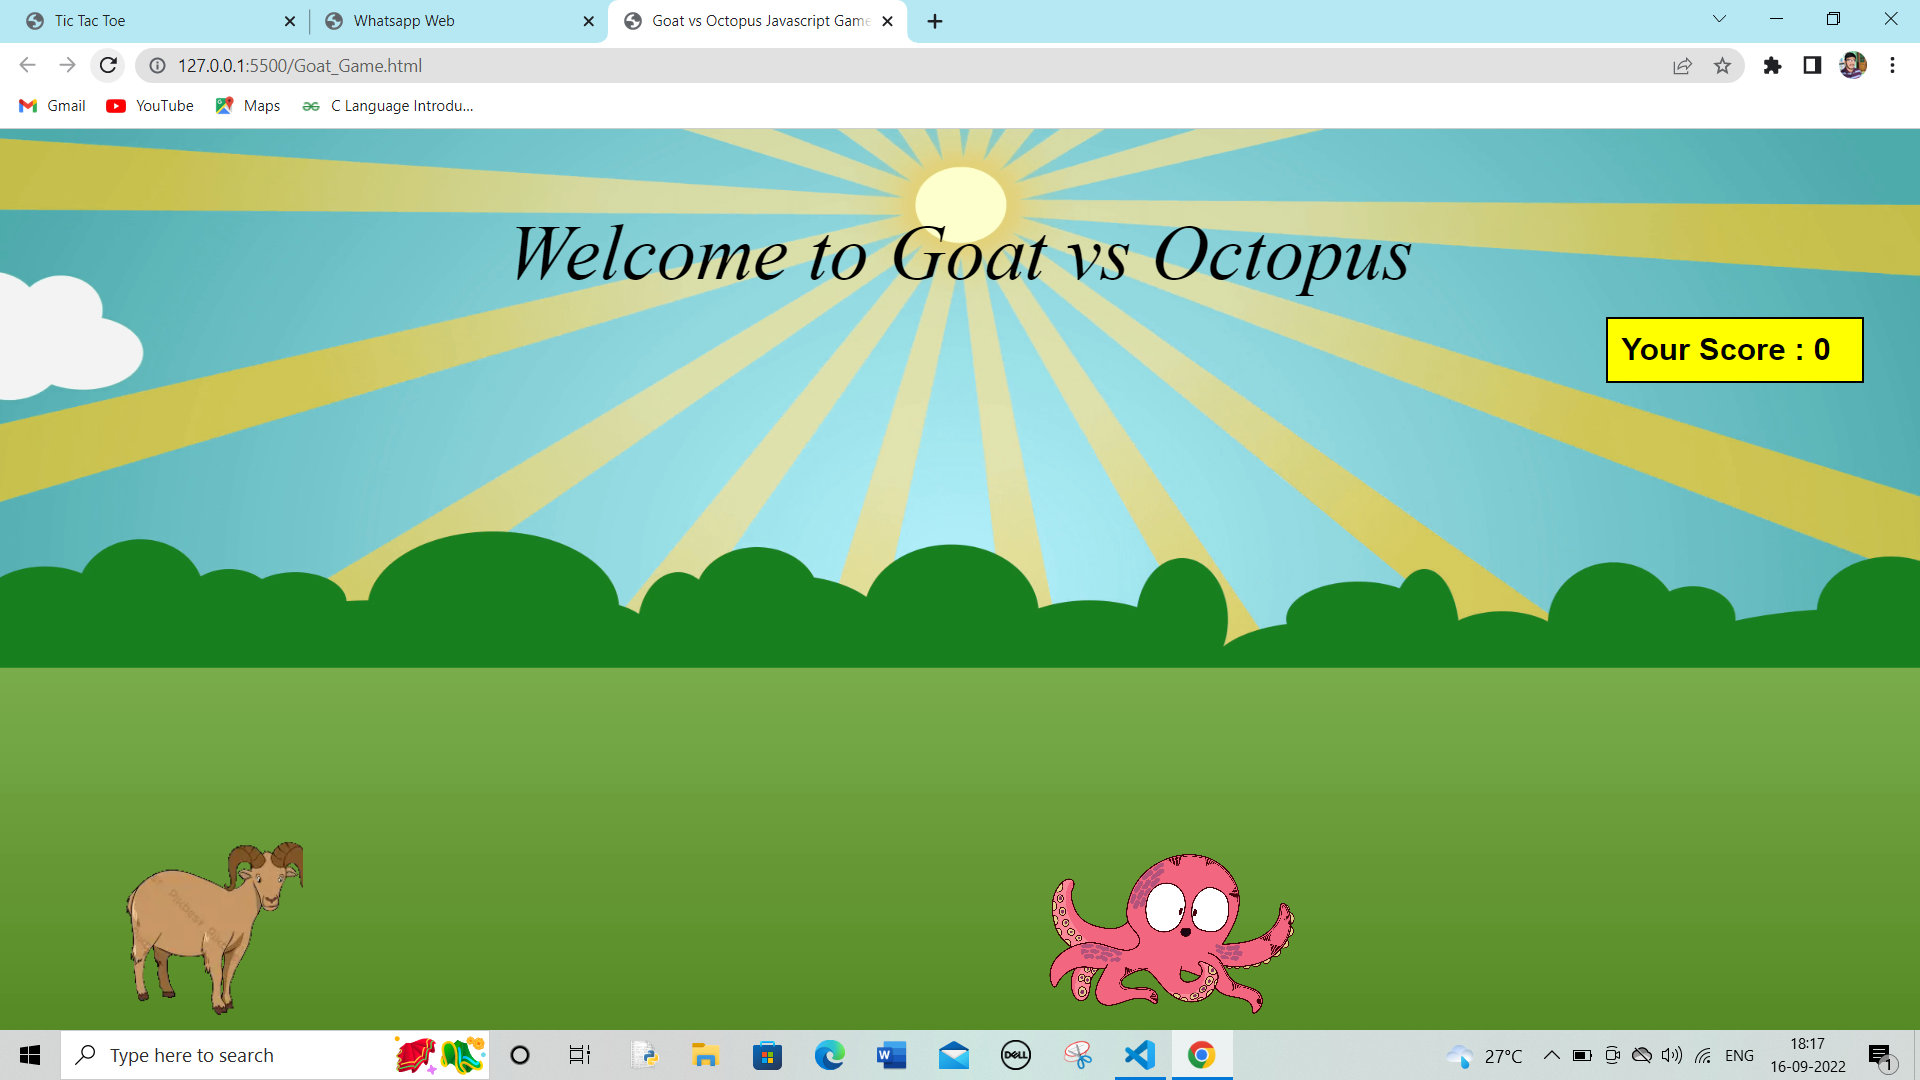 Tic Tac Toe
Whatsapp Web
Goat vs Octopus Javascript Game
127.0.0.1:5500/Goat_Game.html
Gmail
YouTube
Maps
C Language Introdu...
Welcome to Goat vs Octopus
Your Score : 0
Type here to search
W
DELL
27°C
ENG
18:17
16-09-2022
1